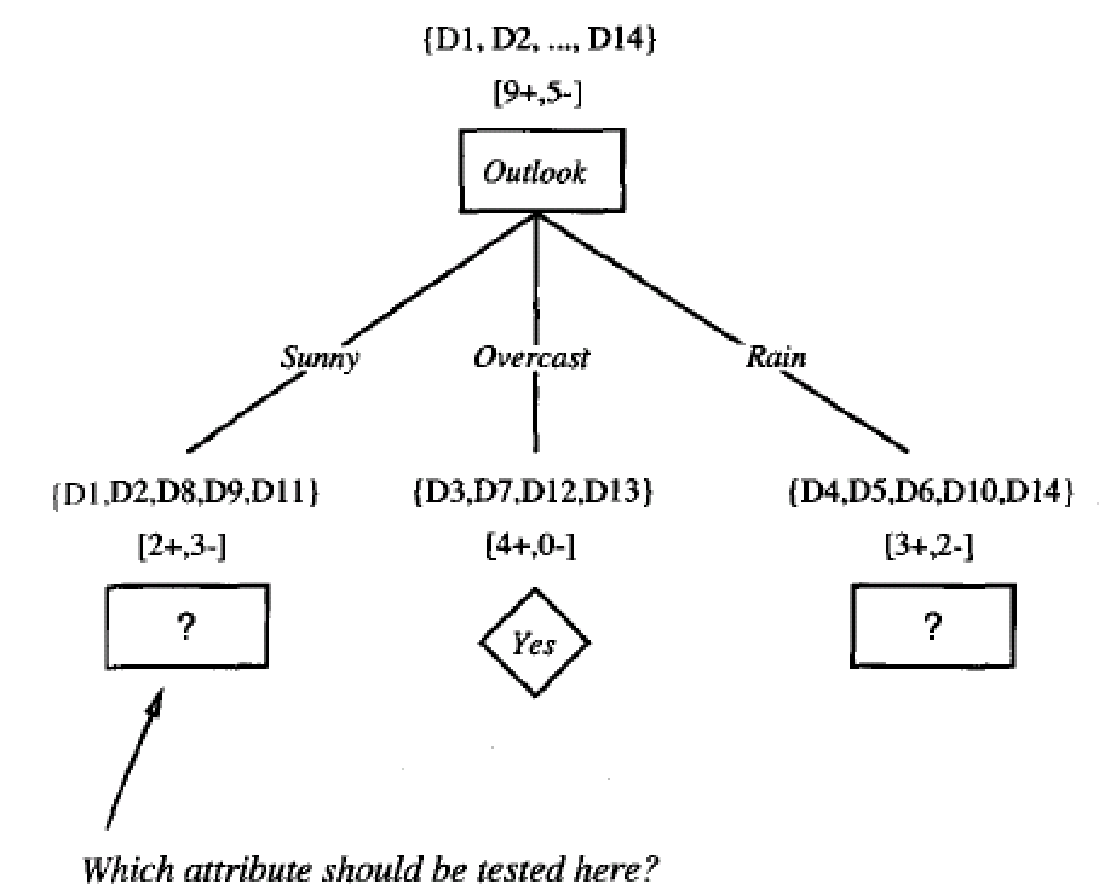 {D1, D2, ..., D14}
[9+,5-]
Outlook
Sunny
Overcast
Rain
{D1,D2,D8,D9,D11}
{D3,D7,D12,D13}
{D4,D5,D6,D10,D14}
[2+,3-]
[4+,0-]
[3+,2-]
?
Yes
?
Which attribute should be tested here?